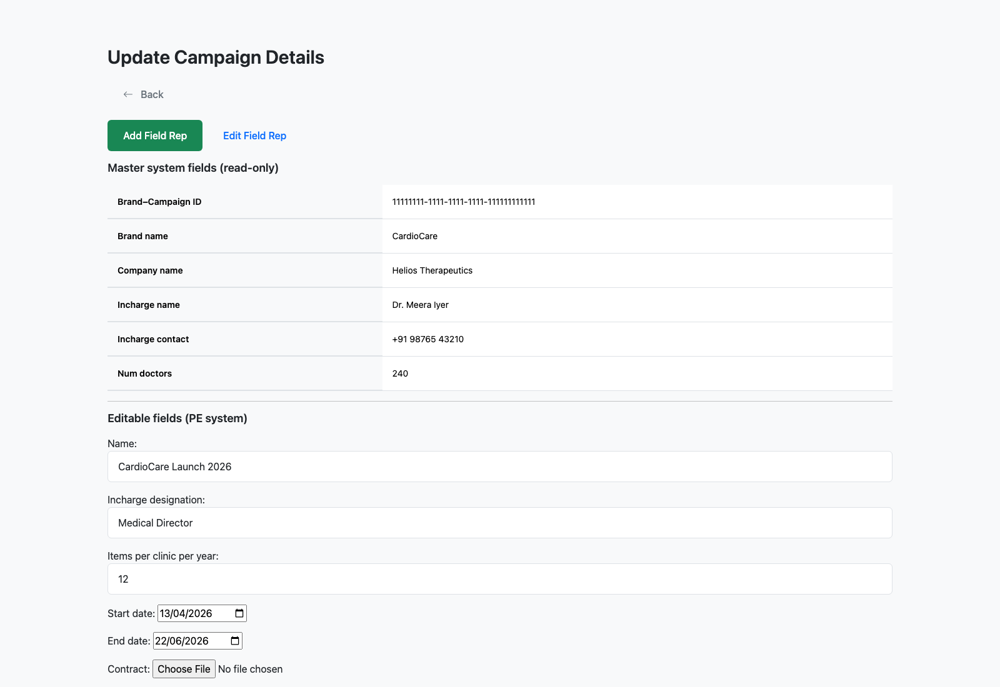 Update Campaign Details
Back
Add Field Rep Edit Field Rep
Master system fields (read-only)
Brand–Campaign ID 11111111-1111-1111-1111-111111111111
Brand name CardioCare
Company name Helios Therapeutics
Incharge name Dr. Meera Iyer
Incharge contact +91 98765 43210
Num doctors 240
Editable fields (PE system)
Name:
CardioCare Launch 2026
Incharge designation:
Medical Director
Items per clinic per year:
12
Start date: 13/04/2026
End date: 22/06/2026
Contract: Choose File No file chosen